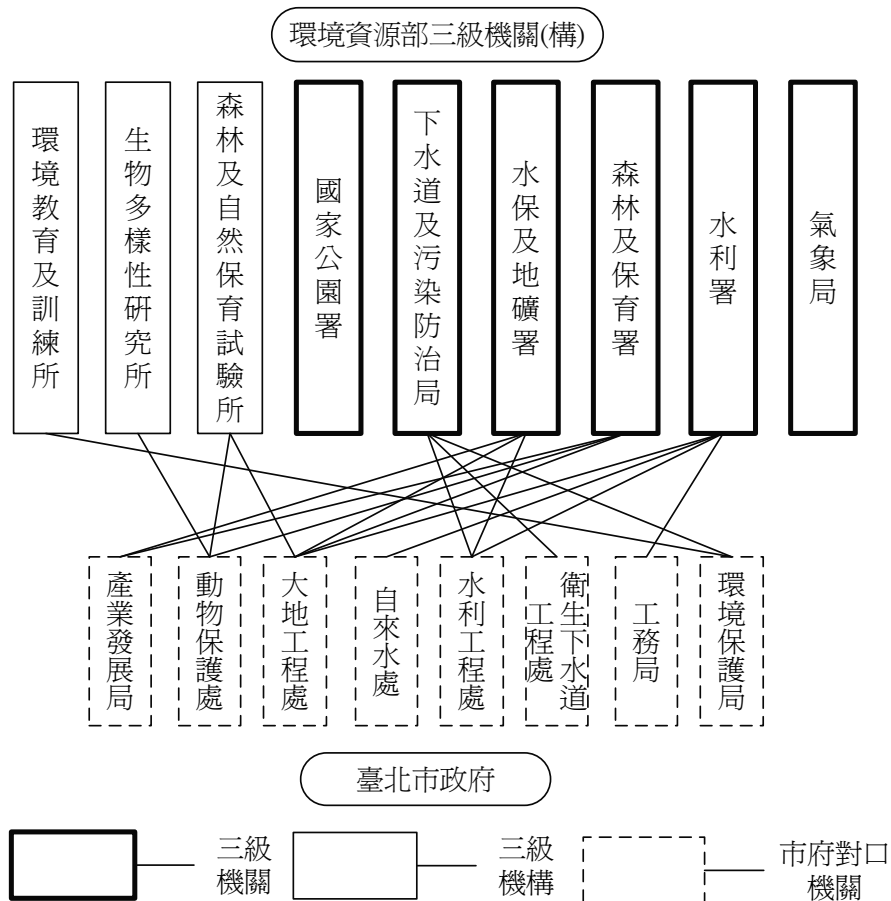 環境資源部三級機關(構)
環境教育及訓練所
生物多樣性研究所
森林及自然保育試驗所
國家公園署
下水道及污染防治局
水保及地礦署
森林及保育署
水利署
氣象局
產業發展局
動物保護處
大地工程處
自來水處
水利工程處
衛生下水道
工程處
工務局
環境保護局
臺北市政府
三級
機關
三級
機構
市府對口
機關